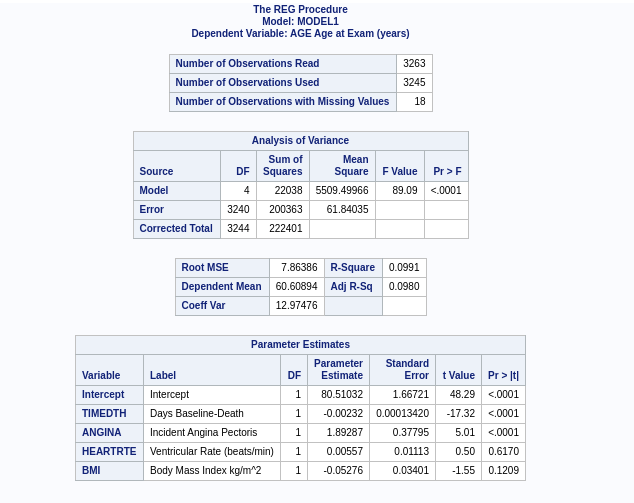 The REG Procedure
Model: MODEL1
Dependent Variable: AGE Age at Exam (years)
Number of Observations Read 3263
Number of Observations Used 3245
Number of Observations with Missing Values 18
Analysis of Variance
Source DF Sum of Squares Mean Square F Value Pr > F
Model 4 22038 5509.49966 89.09 <.0001
Error 3240 200363 61.84035
Corrected Total 3244 222401
Root MSE 7.86386 R-Square 0.0991
Dependent Mean 60.60894 Adj R-Sq 0.0980
Coeff Var 12.97476
Parameter Estimates
Variable Label DF Parameter Estimate Standard Error t Value Pr > |t|
Intercept Intercept 1 80.51032 1.66721 48.29 <.0001
TIMEDTH Days Baseline-Death 1 -0.00232 0.00013420 -17.32 <.0001
ANGINA Incident Angina Pectoris 1 1.89287 0.37795 5.01 <.0001
HEARTRTE Ventricular Rate (beats/min) 1 0.00557 0.01113 0.50 0.6170
BMI Body Mass Index kg/m^2 1 -0.05276 0.03401 -1.55 0.1209